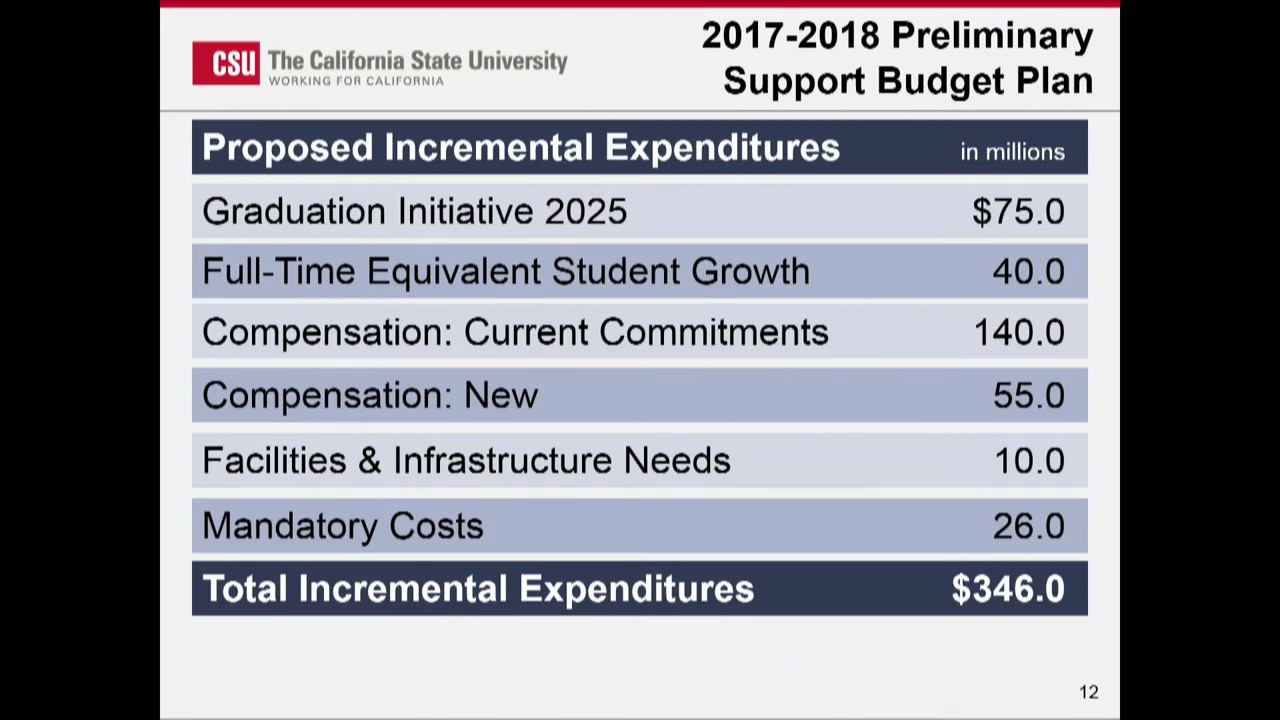 CSU The California State University
WORKING FOR CALIFORNIA
2017-2018 Preliminary
Support Budget Plan
Proposed Incremental Expenditures in millions
Graduation Initiative 2025 $75.0
Full-Time Equivalent Student Growth 40.0
Compensation: Current Commitments 140.0
Compensation: New 55.0
Facilities & Infrastructure Needs 10.0
Mandatory Costs 26.0
Total Incremental Expenditures $346.0
12